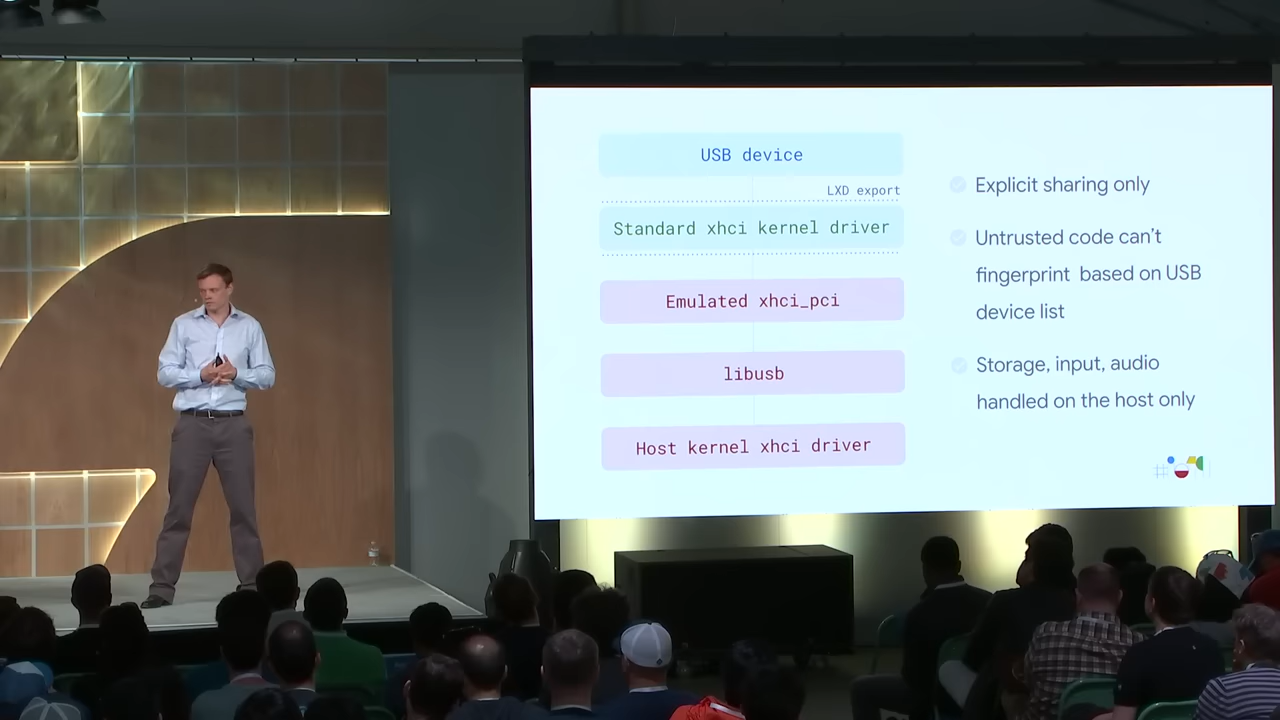 USB device
LXD export
Standard xhci kernel driver
Emulated xhci_pci
libusb
Host kernel xhci driver
Explicit sharing only
Untrusted code can't
fingerprint based on USB
device list
Storage, input, audio
handled on the host only